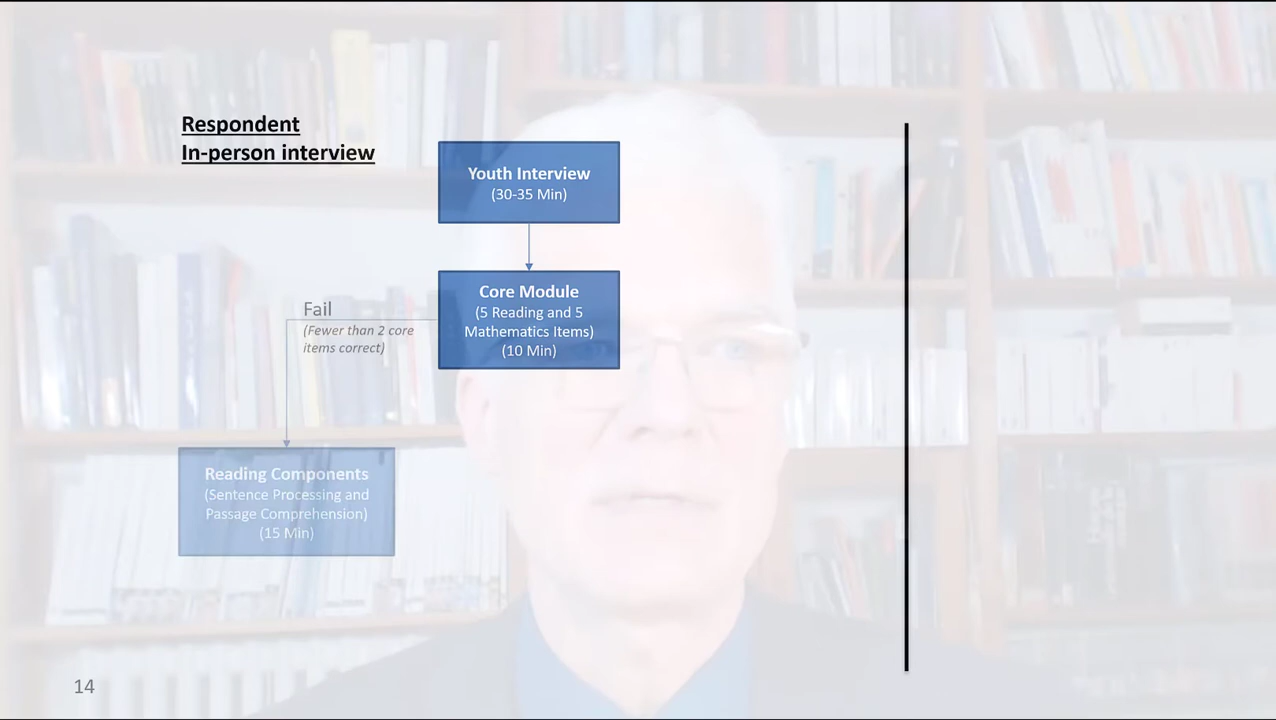 Respondent
In-person interview
Youth Interview
(30-35 Min)
Core Module
(5 Reading and 5
Mathematics Items)
(10 Min)
Fail
(Fewer than 2 core
items correct)
Reading Components
(Sentence Processing and
Passage Comprehension)
(15 Min)
14